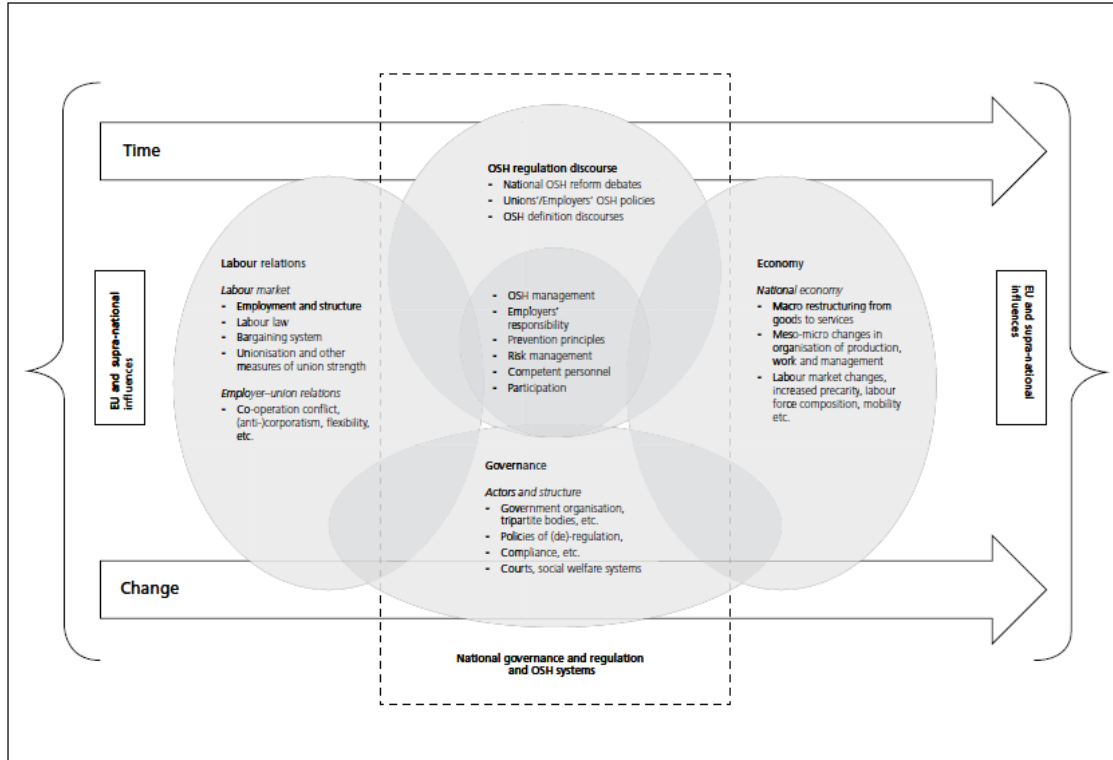 Time
OSH regulation discourse
- National OSH reform debates
- Unions'/Employers' OSH policies
- OSH definition discourses
Labour relations
Labour market
- Employment and structure
- Labour law
- Bargaining system
- Unionisation and other
measures of union strength
Employer–union relations
- Co-operation conflict,
(anti-)corporatism, flexibility,
etc.
- OSH management
- Employers'
responsibility
- Prevention principles
- Risk management
- Competent personnel
- Participation
Economy
National economy
- Macro restructuring from
goods to services
- Meso-micro changes in
organisation of production,
work and management
- Labour market changes,
increased precarity, labour
force composition, mobility
etc.
EU and supra-national
influences
EU and supra-national
influences
Governance
Actors and structure
- Government organisation,
tripartite bodies, etc.
- Policies of (de)-regulation,
- Compliance, etc.
- Courts, social welfare systems
Change
National governance and regulation
and OSH systems